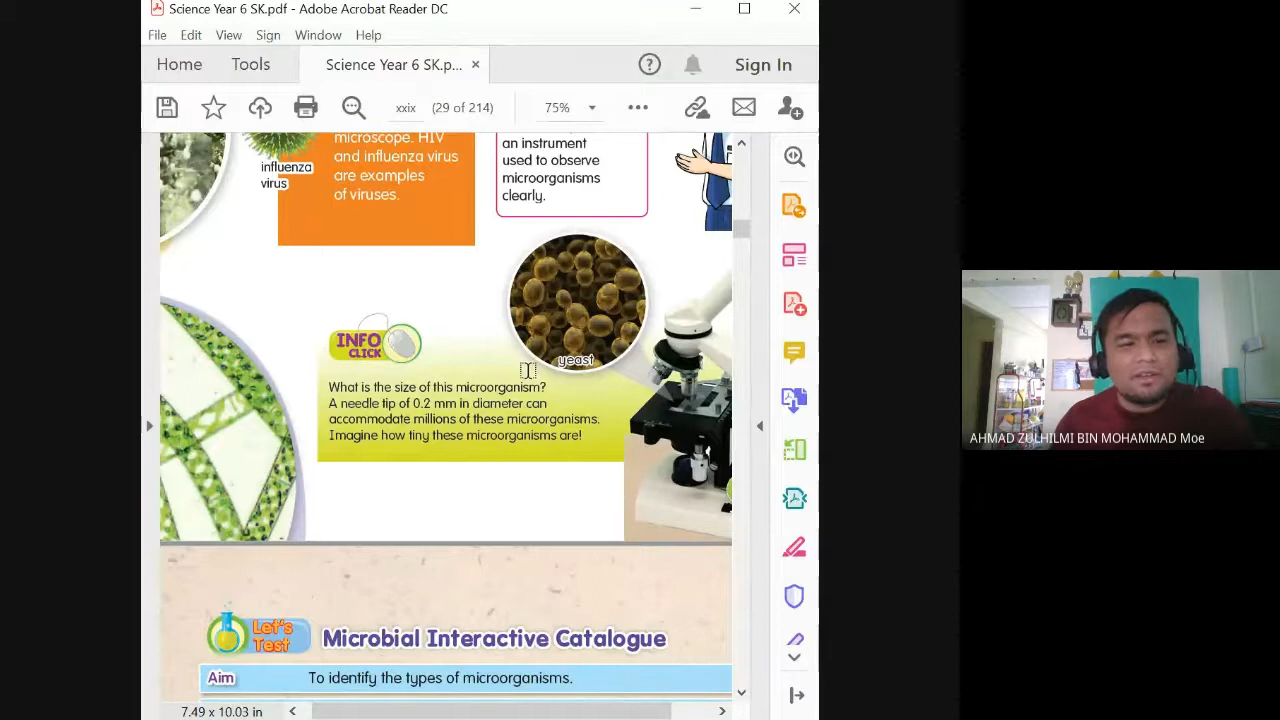 Science Year 6 SK.pdf - Adobe Acrobat Reader DC
File Edit View Sign Window Help
Home Tools Science Year 6 SK.p... × Sign In
xxix (29 of 214) 75%
microscope. HIV
and influenza virus
are examples
of viruses.
influenza
virus
an instrument
used to observe
microorganisms
clearly.
yeast
INFO
CLICK
What is the size of this microorganism?
A needle tip of 0.2 mm in diameter can
accommodate millions of these microorganisms.
Imagine how tiny these microorganisms are!
Let's
Test
Microbial Interactive Catalogue
Aim To identify the types of microorganisms.
7.49 x 10.03 in
AHMAD ZULHILMI BIN MOHAMMAD Moe